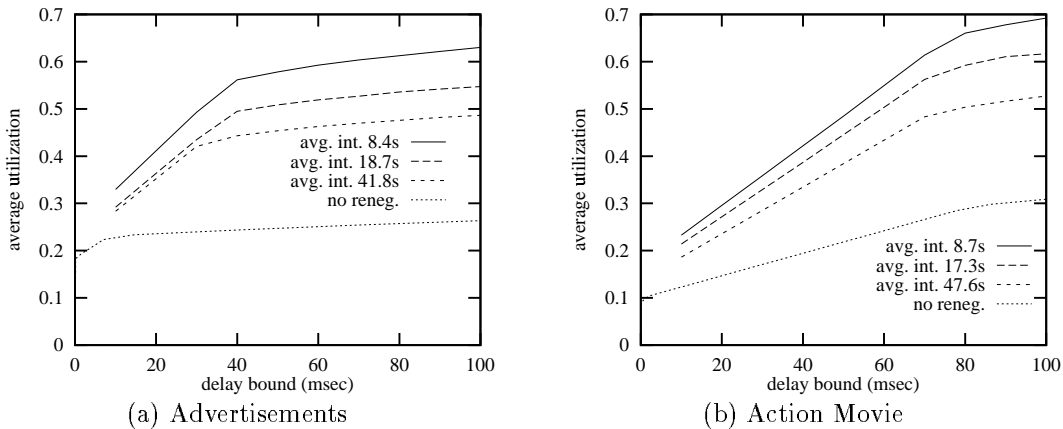 0.7
0.6
0.5
0.4
0.3
0.2
0.1
0
average utilization
avg. int. 8.4s
avg. int. 18.7s
avg. int. 41.8s
no reneg.
0 20 40 60 80 100
delay bound (msec)
(a) Advertisements
0.7
0.6
0.5
0.4
0.3
0.2
0.1
0
average utilization
avg. int. 8.7s
avg. int. 17.3s
avg. int. 47.6s
no reneg.
0 20 40 60 80 100
delay bound (msec)
(b) Action Movie